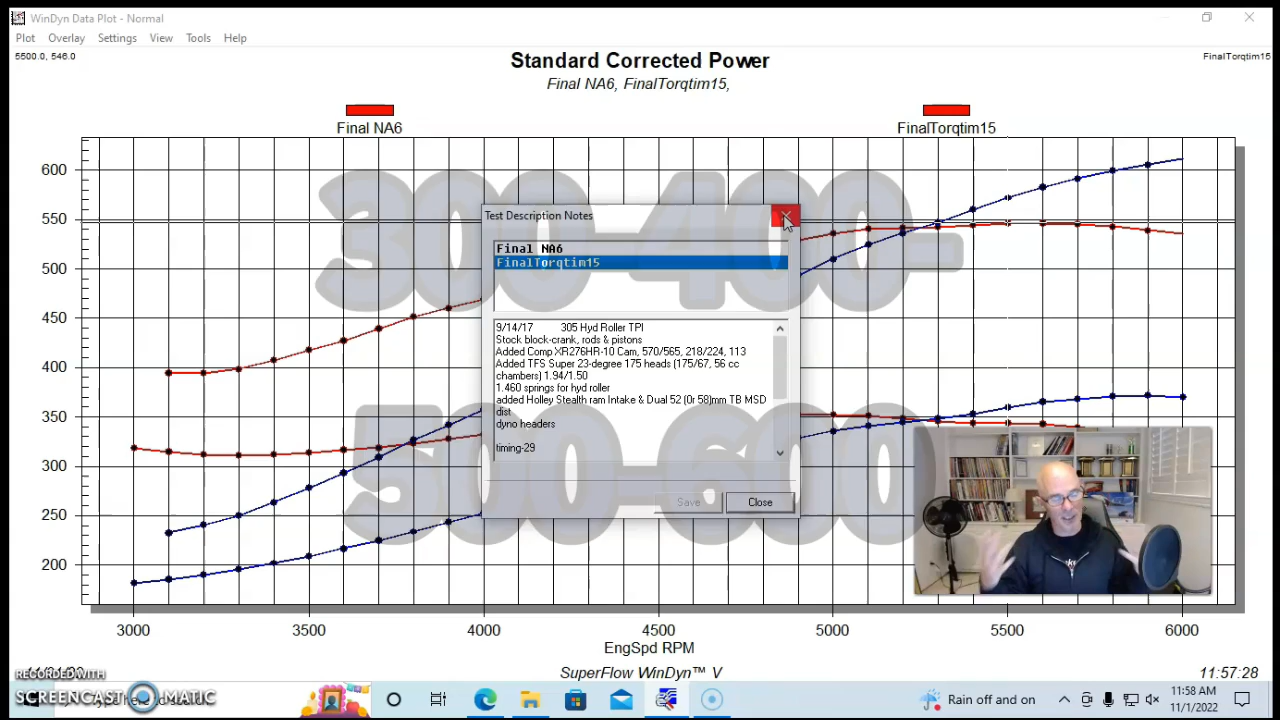 WinDyn Data Plot - Normal
Plot Overlay Settings View Tools Help
5500.0, 546.0
FinalTorqtim15
Standard Corrected Power
Final NA6, FinalTorqtim15,
Final NA6
FinalTorqtim15
300-400-
500-600-
600
550
500
450
400
350
300
250
200
Test Description Notes
Final NA6
FinalTorqtim15
9/14/17 305 Hyd Roller TPI
Stock block-crank, rods & pistons
Added Comp XR276HR-10 Cam, 570/565, 218/224, 113
Added TFS Super 23-degree 175 heads (175/67, 56 cc
chambers) 1.94/1.50
1.460 springs for hyd roller
added Holley Stealth ram Intake & Dual 52 (0r 58)mm TB MSD
dist
dyno headers
timing-29
Save Close
3000 3500 4000 4500 5000 5500 6000
EngSpd RPM
SuperFlow WinDyn™ V
11:57:28
RECORDED WITH
SCREENCAST MATIC
Rain off and on
11:58 AM
11/1/2022